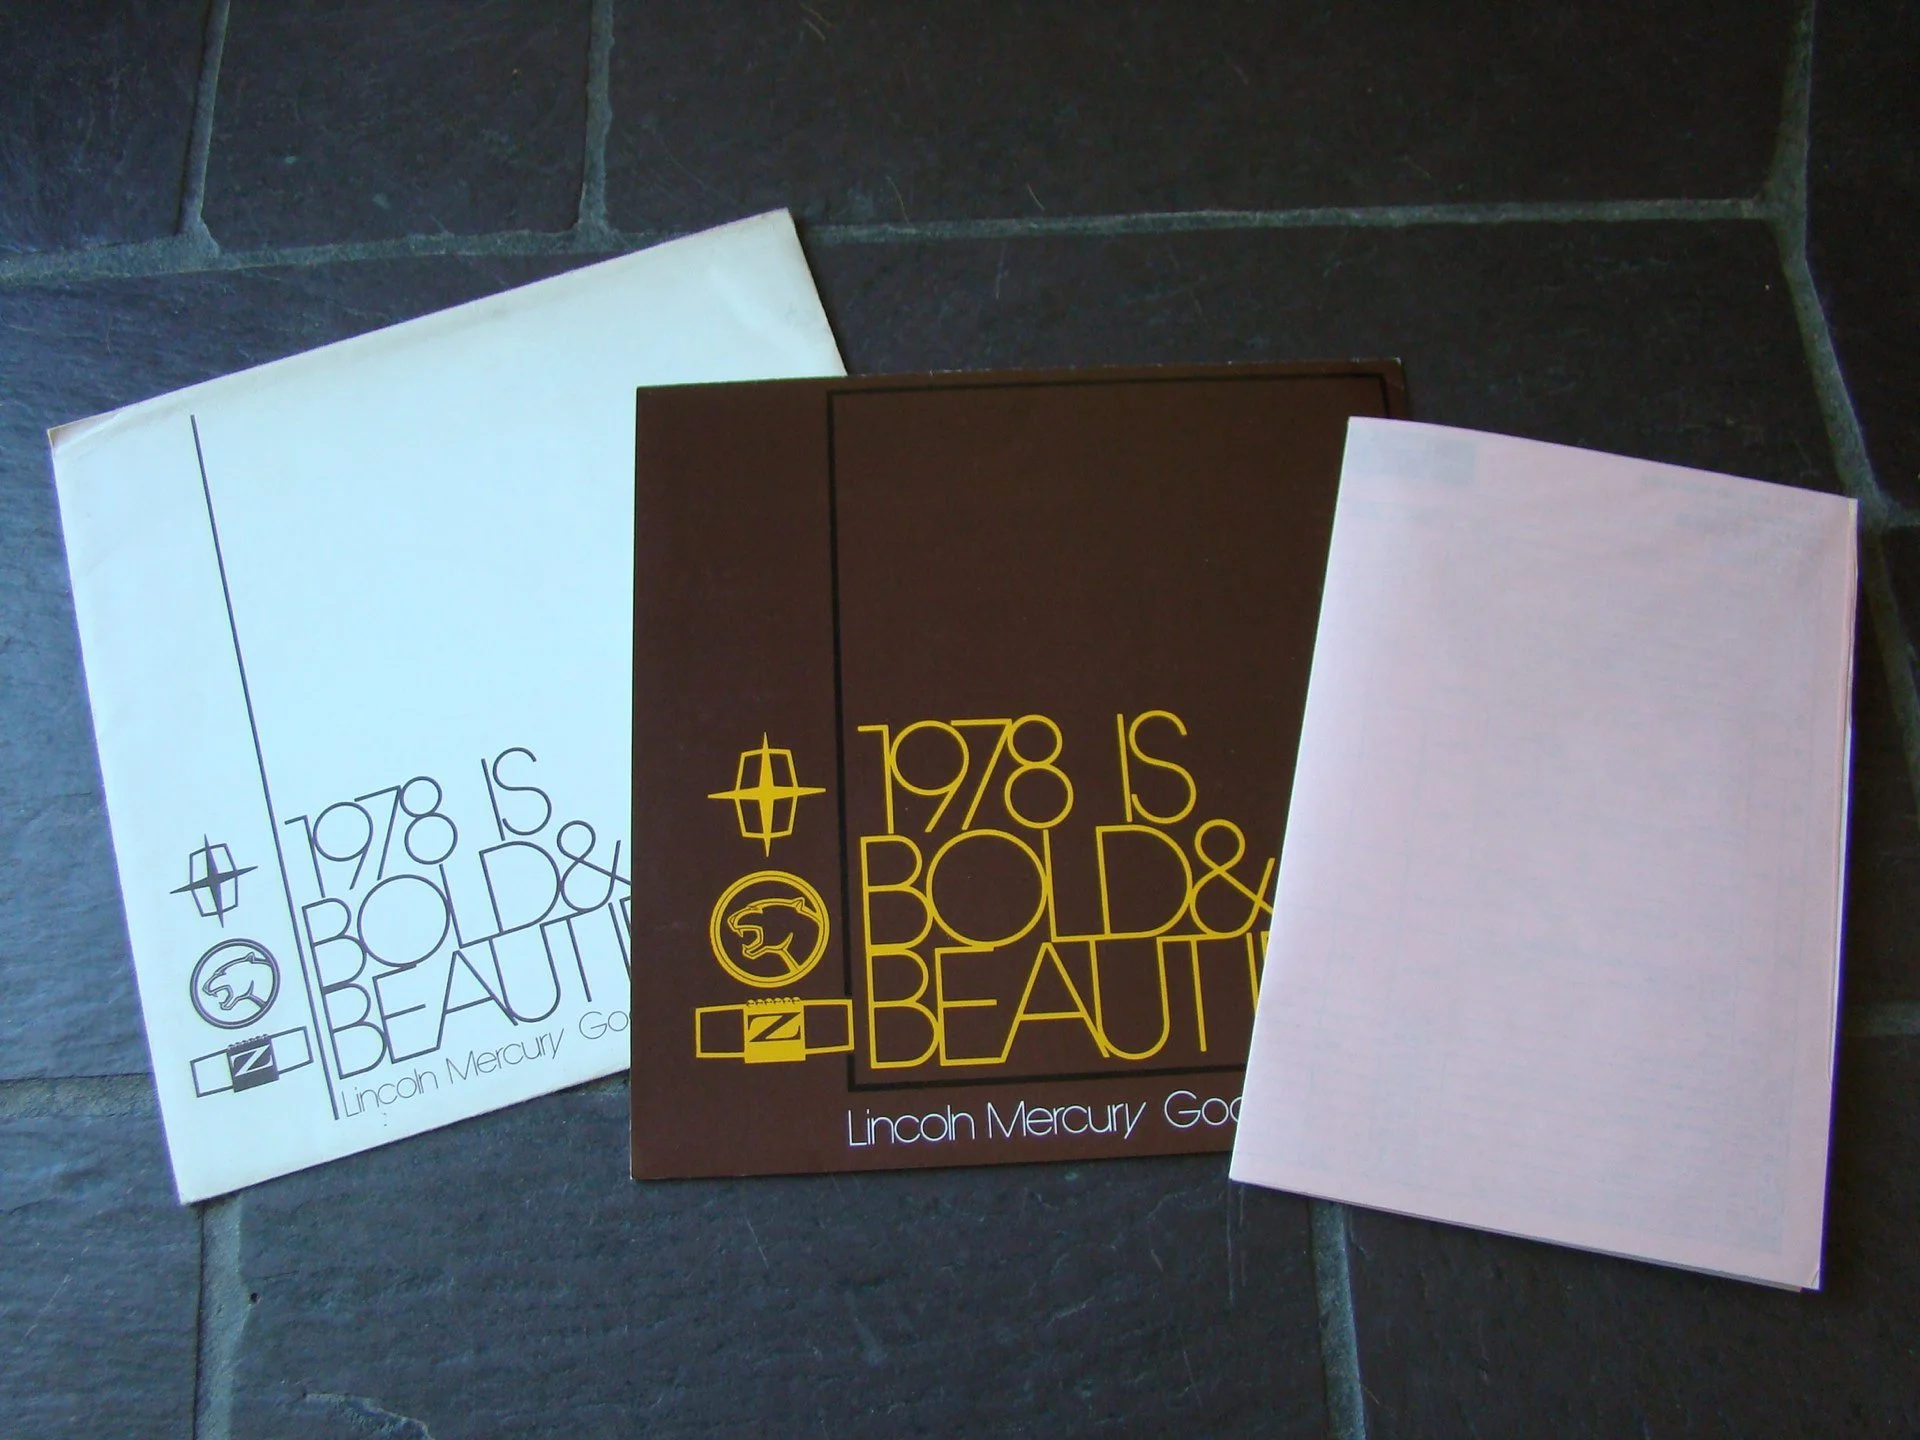 1978 IS
BOLD &
BEAUTI
Lincoln Mercury Go
Z
1978 IS
BOLD &
BEAUTI
Lincoln Mercury Goo
Z